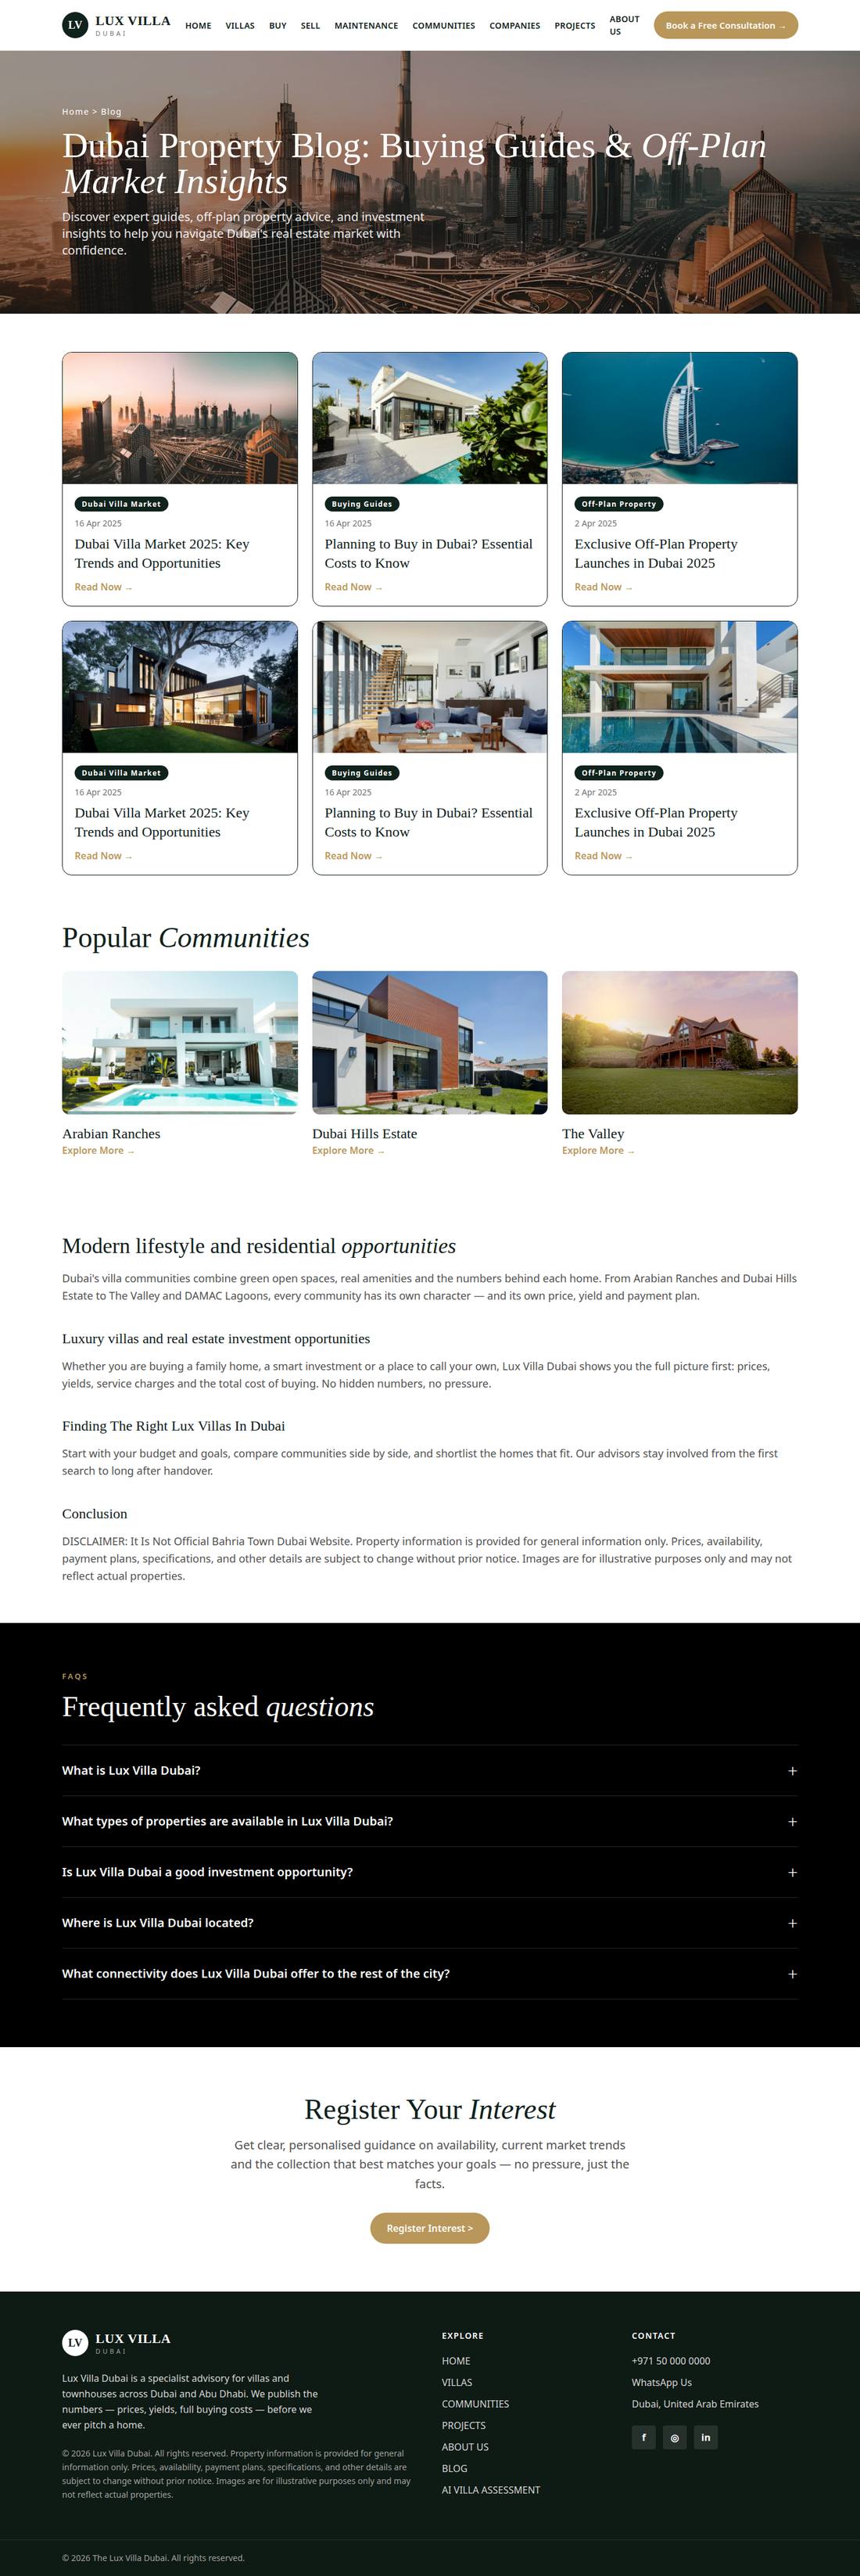 LV LUX VILLA
DUBAI
HOME VILLAS BUY SELL MAINTENANCE COMMUNITIES COMPANIES PROJECTS ABOUT US
Book a Free Consultation →
Home > Blog
Dubai Property Blog: Buying Guides & Off-Plan
Market Insights
Discover expert guides, off-plan property advice, and investment
insights to help you navigate Dubai's real estate market with
confidence.
Dubai Villa Market
16 Apr 2025
Dubai Villa Market 2025: Key
Trends and Opportunities
Read Now →
Buying Guides
16 Apr 2025
Planning to Buy in Dubai? Essential
Costs to Know
Read Now →
Off-Plan Property
2 Apr 2025
Exclusive Off-Plan Property
Launches in Dubai 2025
Read Now →
Dubai Villa Market
16 Apr 2025
Dubai Villa Market 2025: Key
Trends and Opportunities
Read Now →
Buying Guides
16 Apr 2025
Planning to Buy in Dubai? Essential
Costs to Know
Read Now →
Off-Plan Property
2 Apr 2025
Exclusive Off-Plan Property
Launches in Dubai 2025
Read Now →
Popular Communities
Arabian Ranches
Explore More →
Dubai Hills Estate
Explore More →
The Valley
Explore More →
Modern lifestyle and residential opportunities
Dubai's villa communities combine green open spaces, real amenities and the numbers behind each home. From Arabian Ranches and Dubai Hills
Estate to The Valley and DAMAC Lagoons, every community has its own character — and its own price, yield and payment plan.
Luxury villas and real estate investment opportunities
Whether you are buying a family home, a smart investment or a place to call your own, Lux Villa Dubai shows you the full picture first: prices,
yields, service charges and the total cost of buying. No hidden numbers, no pressure.
Finding The Right Lux Villas In Dubai
Start with your budget and goals, compare communities side by side, and shortlist the homes that fit. Our advisors stay involved from the first
search to long after handover.
Conclusion
DISCLAIMER: It Is Not Official Bahria Town Dubai Website. Property information is provided for general information only. Prices, availability,
payment plans, specifications, and other details are subject to change without prior notice. Images are for illustrative purposes only and may not
reflect actual properties.
FAQS
Frequently asked questions
What is Lux Villa Dubai? +
What types of properties are available in Lux Villa Dubai? +
Is Lux Villa Dubai a good investment opportunity? +
Where is Lux Villa Dubai located? +
What connectivity does Lux Villa Dubai offer to the rest of the city? +
Register Your Interest
Get clear, personalised guidance on availability, current market trends
and the collection that best matches your goals — no pressure, just the
facts.
Register Interest >
LV LUX VILLA
DUBAI
Lux Villa Dubai is a specialist advisory for villas and
townhouses across Dubai and Abu Dhabi. We publish the
numbers — prices, yields, full buying costs — before we
ever pitch a home.
© 2026 Lux Villa Dubai. All rights reserved. Property information is provided for general
information only. Prices, availability, payment plans, specifications, and other details are
subject to change without prior notice. Images are for illustrative purposes only and may
not reflect actual properties.
EXPLORE
HOME
VILLAS
COMMUNITIES
PROJECTS
ABOUT US
BLOG
AI VILLA ASSESSMENT
CONTACT
+971 50 000 0000
WhatsApp Us
Dubai, United Arab Emirates
f ◎ in
© 2026 The Lux Villa Dubai. All rights reserved.